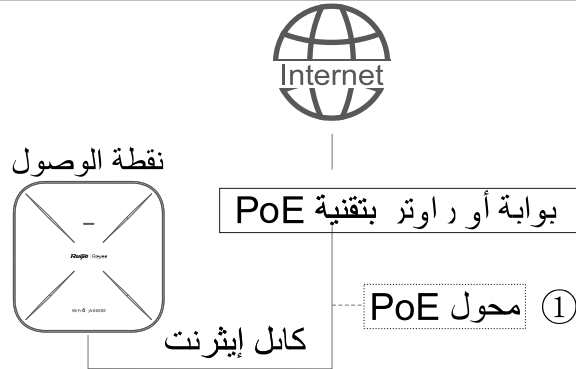 Internet
نقطة الوصول
بوابة أو راوتر بتقنية PoE
Ruijie | Reyee
محول PoE ①
كابل إيثرنت